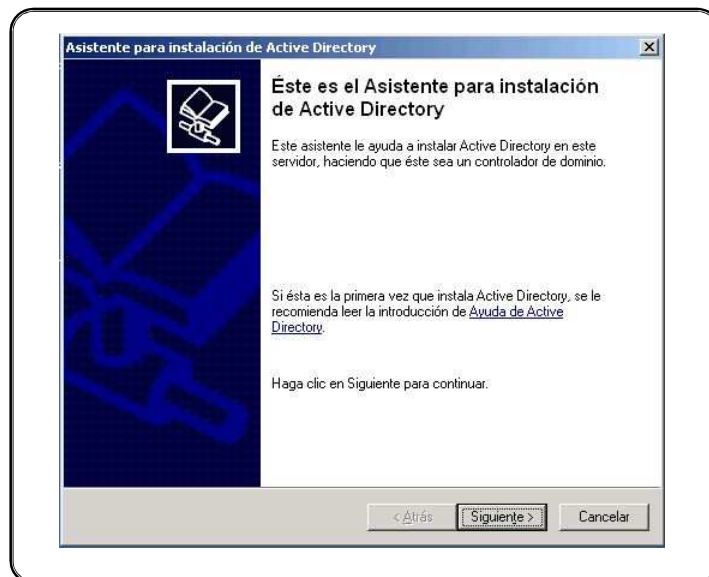 Asistente para instalación de Active Directory
Éste es el Asistente para instalación
de Active Directory
Este asistente le ayuda a instalar Active Directory en este
servidor, haciendo que éste sea un controlador de dominio.
Si ésta es la primera vez que instala Active Directory, se le
recomienda leer la introducción de Ayuda de Active
Directory.
Haga clic en Siguiente para continuar.
< Atrás
Siguiente >
Cancelar